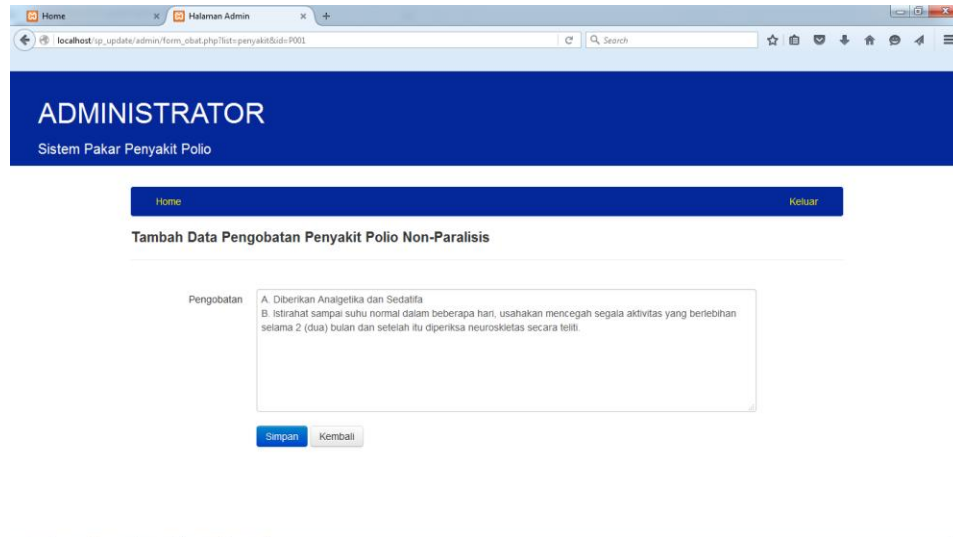 Home
Halaman Admin
localhost/sp_update/admin/form_obat.php?list=penyakit&id=P001
Search
ADMINISTRATOR
Sistem Pakar Penyakit Polio
Home
Keluar
Tambah Data Pengobatan Penyakit Polio Non-Paralisis
Pengobatan
A. Diberikan Analgetika dan Sedatifa
B. Istirahat sampai suhu normal dalam beberapa hari, usahakan mencegah segala aktivitas yang berlebihan
selama 2 (dua) bulan dan setelah itu diperiksa neuroskletas secara teliti.
Simpan
Kembali